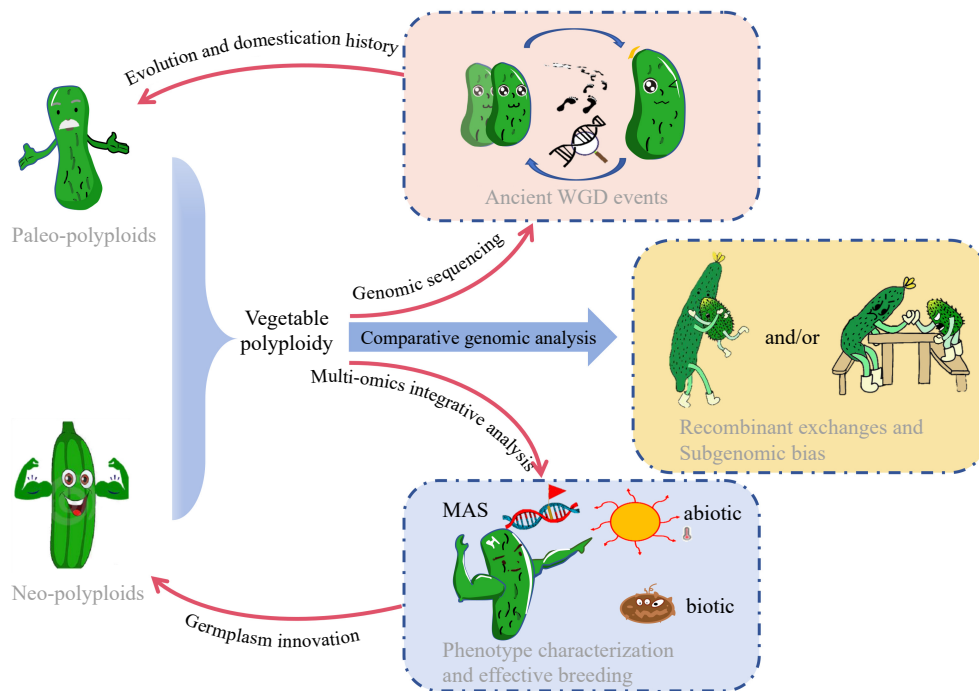 Evolution and domestication history
Ancient WGD events
Paleo-polyploids
Genomic sequencing
Vegetable
polyploidy
Comparative genomic analysis
and/or
Multi-omics integrative analysis
Recombinant exchanges and
Subgenomic bias
MAS
abiotic
biotic
Neo-polyploids
Germplasm innovation
Phenotype characterization
and effective breeding